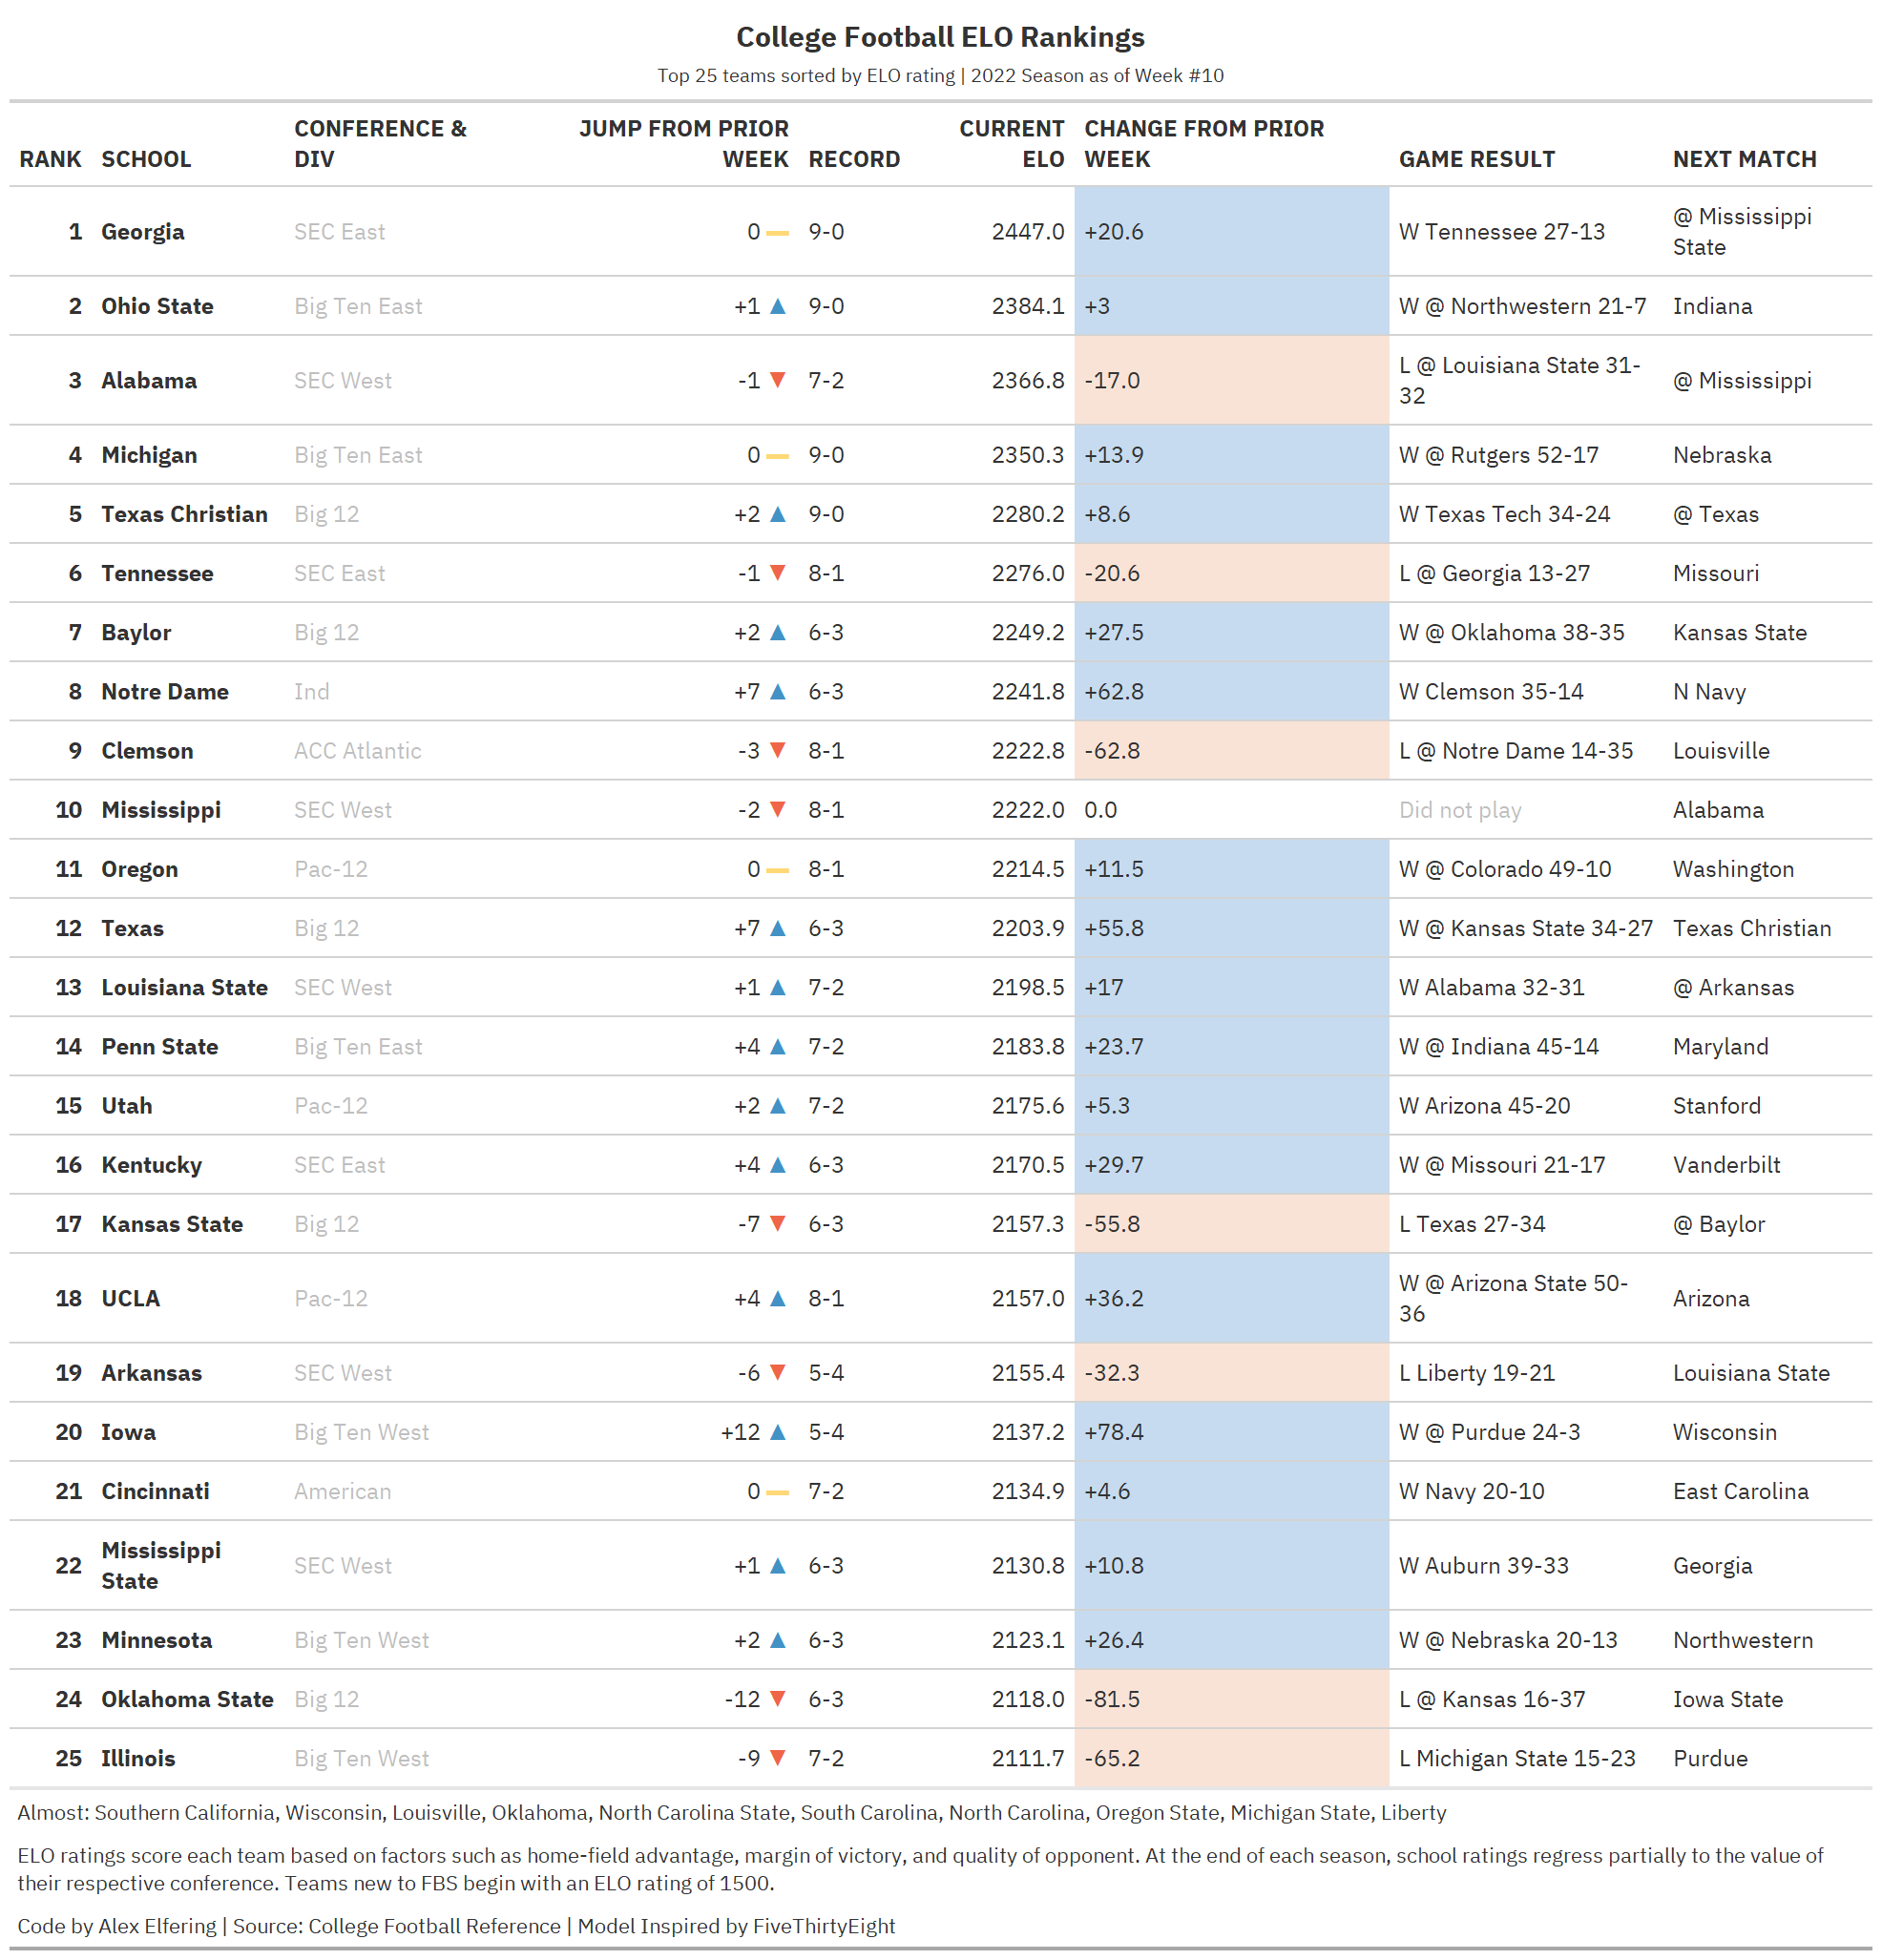 College Football ELO Rankings
Top 25 teams sorted by ELO rating | 2022 Season as of Week #10
RANK SCHOOL CONFERENCE & DIV JUMP FROM PRIOR WEEK RECORD CURRENT ELO CHANGE FROM PRIOR WEEK GAME RESULT NEXT MATCH
1 Georgia SEC East 0 9-0 2447.0 +20.6 W Tennessee 27-13 @ Mississippi State
2 Ohio State Big Ten East +1 ▲ 9-0 2384.1 +3 W @ Northwestern 21-7 Indiana
3 Alabama SEC West -1 ▼ 7-2 2366.8 -17.0 L @ Louisiana State 31-32 @ Mississippi
4 Michigan Big Ten East 0 9-0 2350.3 +13.9 W @ Rutgers 52-17 Nebraska
5 Texas Christian Big 12 +2 ▲ 9-0 2280.2 +8.6 W Texas Tech 34-24 @ Texas
6 Tennessee SEC East -1 ▼ 8-1 2276.0 -20.6 L @ Georgia 13-27 Missouri
7 Baylor Big 12 +2 ▲ 6-3 2249.2 +27.5 W @ Oklahoma 38-35 Kansas State
8 Notre Dame Ind +7 ▲ 6-3 2241.8 +62.8 W Clemson 35-14 N Navy
9 Clemson ACC Atlantic -3 ▼ 8-1 2222.8 -62.8 L @ Notre Dame 14-35 Louisville
10 Mississippi SEC West -2 ▼ 8-1 2222.0 0.0 Did not play Alabama
11 Oregon Pac-12 0 8-1 2214.5 +11.5 W @ Colorado 49-10 Washington
12 Texas Big 12 +7 ▲ 6-3 2203.9 +55.8 W @ Kansas State 34-27 Texas Christian
13 Louisiana State SEC West +1 ▲ 7-2 2198.5 +17 W Alabama 32-31 @ Arkansas
14 Penn State Big Ten East +4 ▲ 7-2 2183.8 +23.7 W @ Indiana 45-14 Maryland
15 Utah Pac-12 +2 ▲ 7-2 2175.6 +5.3 W Arizona 45-20 Stanford
16 Kentucky SEC East +4 ▲ 6-3 2170.5 +29.7 W @ Missouri 21-17 Vanderbilt
17 Kansas State Big 12 -7 ▼ 6-3 2157.3 -55.8 L Texas 27-34 @ Baylor
18 UCLA Pac-12 +4 ▲ 8-1 2157.0 +36.2 W @ Arizona State 50-36 Arizona
19 Arkansas SEC West -6 ▼ 5-4 2155.4 -32.3 L Liberty 19-21 Louisiana State
20 Iowa Big Ten West +12 ▲ 5-4 2137.2 +78.4 W @ Purdue 24-3 Wisconsin
21 Cincinnati American 0 7-2 2134.9 +4.6 W Navy 20-10 East Carolina
22 Mississippi State SEC West +1 ▲ 6-3 2130.8 +10.8 W Auburn 39-33 Georgia
23 Minnesota Big Ten West +2 ▲ 6-3 2123.1 +26.4 W @ Nebraska 20-13 Northwestern
24 Oklahoma State Big 12 -12 ▼ 6-3 2118.0 -81.5 L @ Kansas 16-37 Iowa State
25 Illinois Big Ten West -9 ▼ 7-2 2111.7 -65.2 L Michigan State 15-23 Purdue
Almost: Southern California, Wisconsin, Louisville, Oklahoma, North Carolina State, South Carolina, North Carolina, Oregon State, Michigan State, Liberty
ELO ratings score each team based on factors such as home-field advantage, margin of victory, and quality of opponent. At the end of each season, school ratings regress partially to the value of
their respective conference. Teams new to FBS begin with an ELO rating of 1500.
Code by Alex Elfering | Source: College Football Reference | Model Inspired by FiveThirtyEight